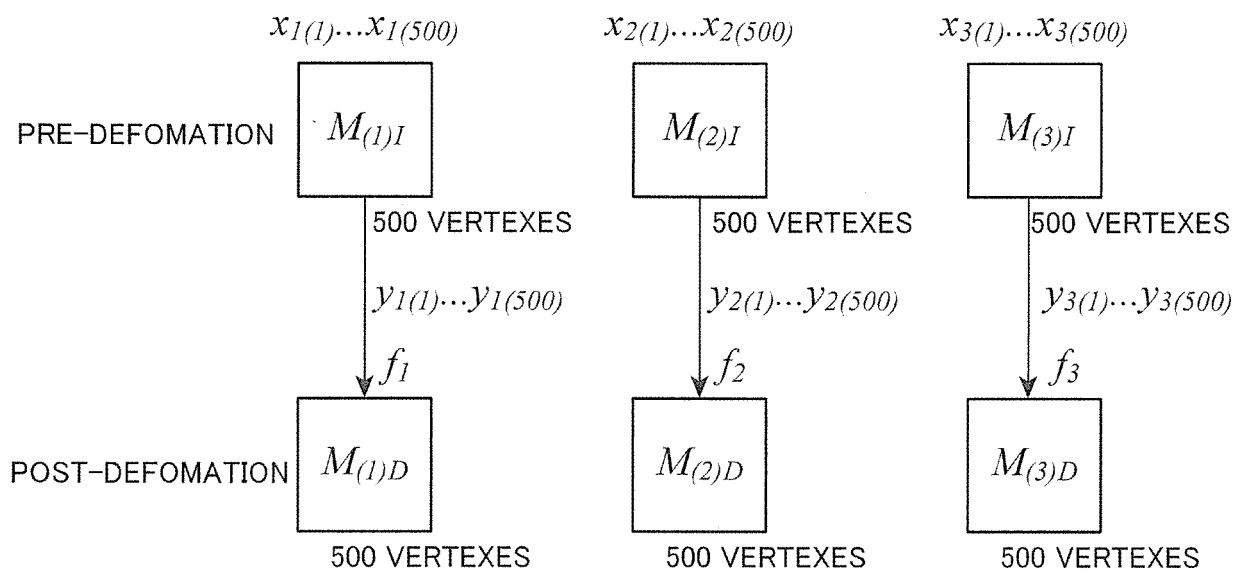 x1(1)...x1(500) x2(1)...x2(500) x3(1)...x3(500)
PRE-DEFOMATION M(1)I M(2)I M(3)I
500 VERTEXES 500 VERTEXES 500 VERTEXES
y1(1)...y1(500) y2(1)...y2(500) y3(1)...y3(500)
f1 f2 f3
POST-DEFOMATION M(1)D M(2)D M(3)D
500 VERTEXES 500 VERTEXES 500 VERTEXES